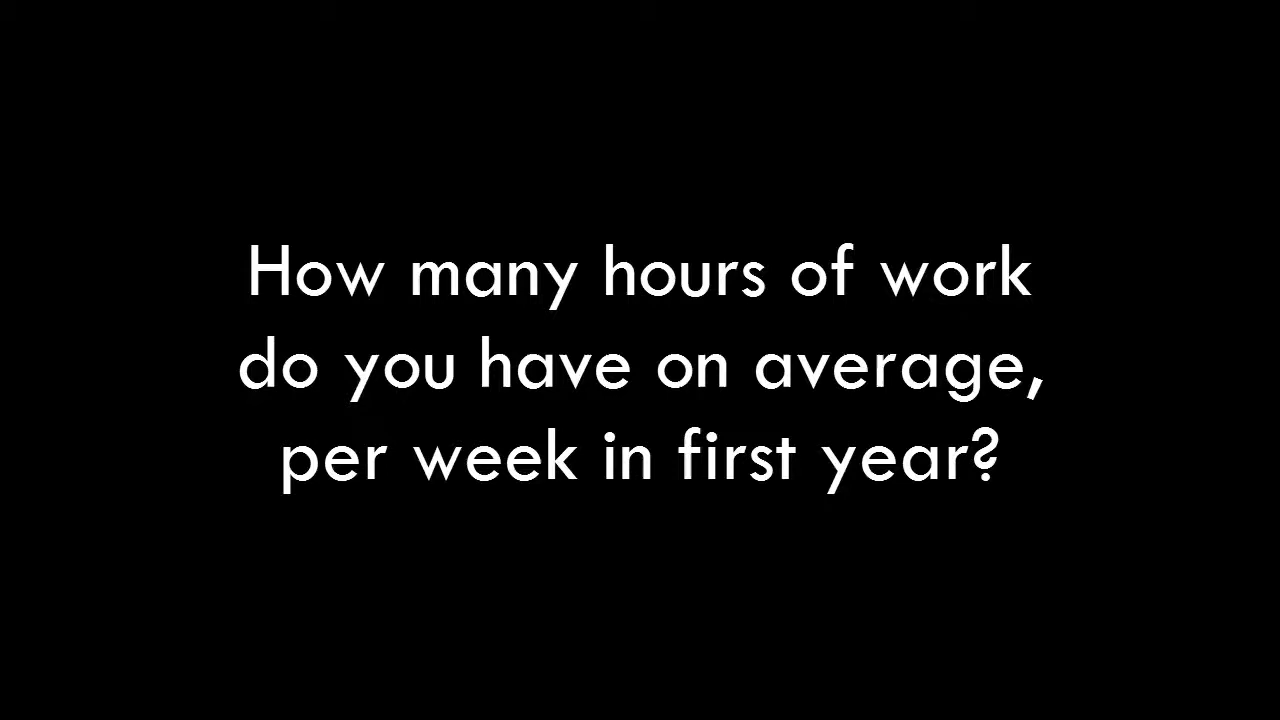 How many hours of work
do you have on average,
per week in first year?